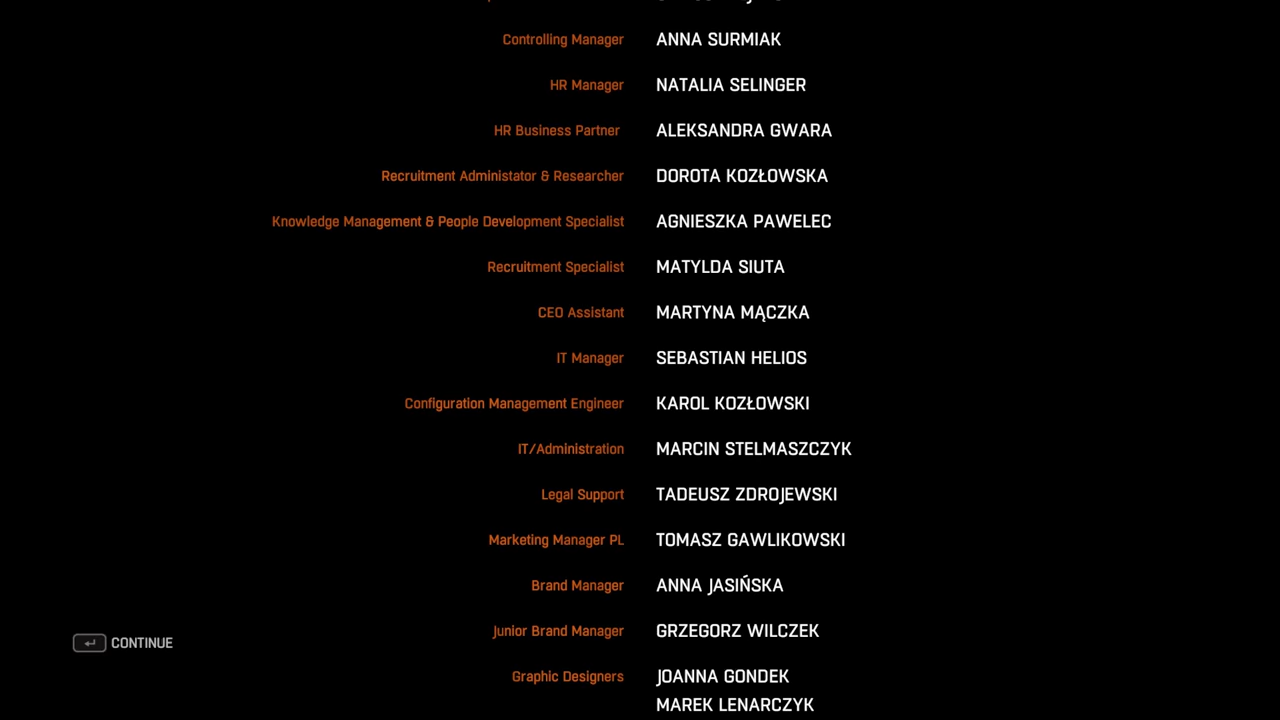 Controlling Manager ANNA SURMIAK
HR Manager NATALIA SELINGER
HR Business Partner ALEKSANDRA GWARA
Recruitment Administator & Researcher DOROTA KOZŁOWSKA
Knowledge Management & People Development Specialist AGNIESZKA PAWELEC
Recruitment Specialist MATYLDA SIUTA
CEO Assistant MARTYNA MĄCZKA
IT Manager SEBASTIAN HELIOS
Configuration Management Engineer KAROL KOZŁOWSKI
IT/Administration MARCIN STELMASZCZYK
Legal Support TADEUSZ ZDROJEWSKI
Marketing Manager PL TOMASZ GAWLIKOWSKI
Brand Manager ANNA JASIŃSKA
Junior Brand Manager GRZEGORZ WILCZEK
CONTINUE
Graphic Designers JOANNA GONDEK
MAREK LENARCZYK